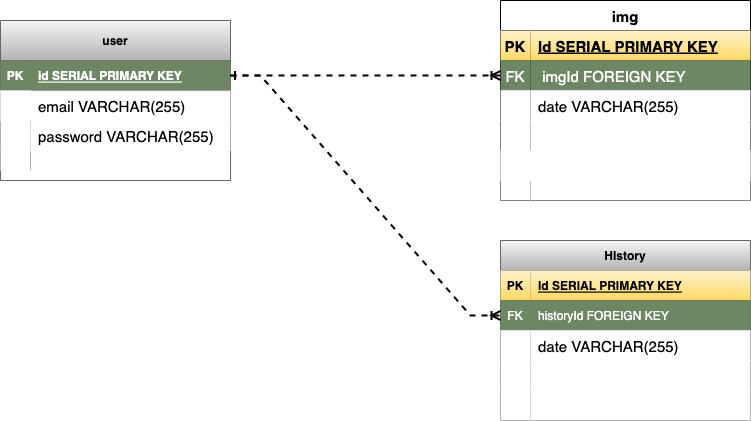 user
PK Id SERIAL PRIMARY KEY
email VARCHAR(255)
password VARCHAR(255)
img
PK Id SERIAL PRIMARY KEY
FK imgId FOREIGN KEY
date VARCHAR(255)
HIstory
PK Id SERIAL PRIMARY KEY
FK historyId FOREIGN KEY
date VARCHAR(255)